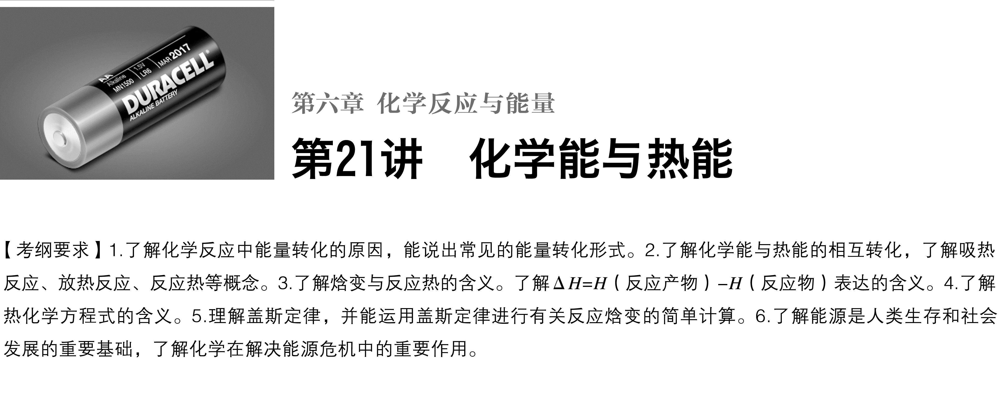 AA
Alkaline
MN1500
1.5V
LR6
MAR 2017
DURACELL®
ALKALINE BATTERY
第六章 化学反应与能量
第21讲 化学能与热能
【考纲要求】1.了解化学反应中能量转化的原因，能说出常见的能量转化形式。2.了解化学能与热能的相互转化，了解吸热
反应、放热反应、反应热等概念。3.了解焓变与反应热的含义。了解ΔH=H（反应产物）–H（反应物）表达的含义。4.了解
热化学方程式的含义。5.理解盖斯定律，并能运用盖斯定律进行有关反应焓变的简单计算。6.了解能源是人类生存和社会
发展的重要基础，了解化学在解决能源危机中的重要作用。